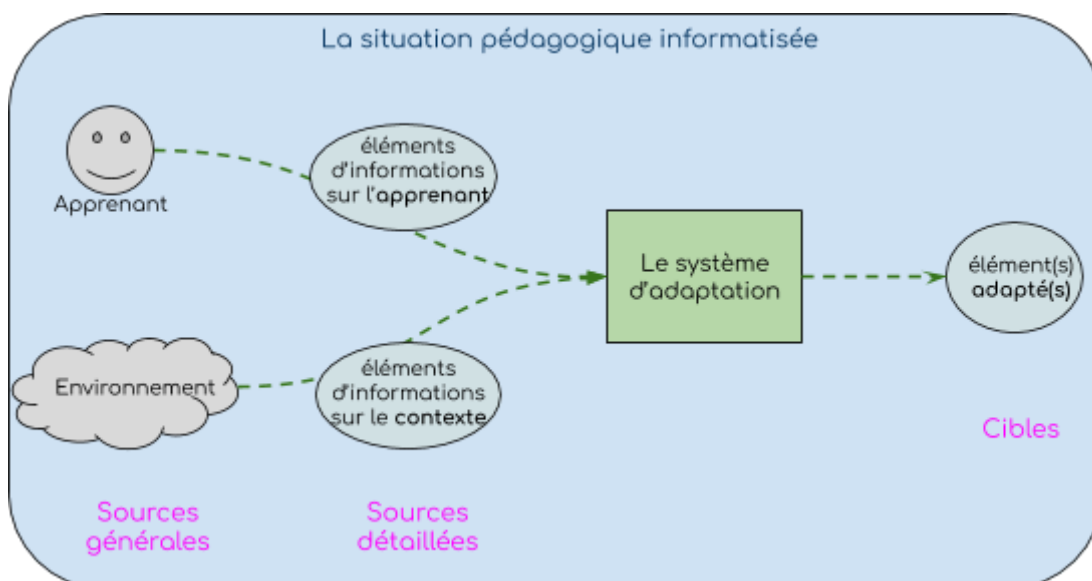 La situation pédagogique informatisée
Apprenant
éléments
d'informations
sur l'apprenant
Le système
d'adaptation
élément(s)
adapté(s)
Environnement
éléments
d'informations
sur le contexte
Cibles
Sources
générales
Sources
détaillées